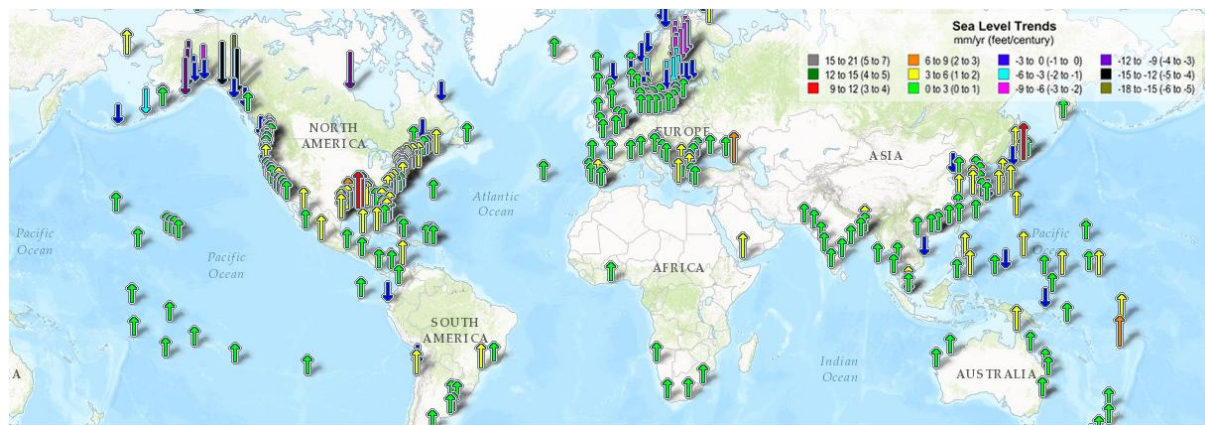 Sea Level Trends
mm/yr (feet/century)
15 to 21 (5 to 7)
12 to 15 (4 to 5)
9 to 12 (3 to 4)
6 to 9 (2 to 3)
3 to 6 (1 to 2)
0 to 3 (0 to 1)
-3 to 0 (-1 to 0)
-6 to -3 (-2 to -1)
-9 to -6 (-3 to -2)
-12 to -9 (-4 to -3)
-15 to -12 (-5 to -4)
-18 to -15 (-6 to -5)
NORTH
AMERICA
EUROPE
ASIA
Atlantic
Ocean
Pacific
Ocean
Pacific
Ocean
Pacific
Ocean
AFRICA
SOUTH
AMERICA
Indian
Ocean
AUSTRALIA
A